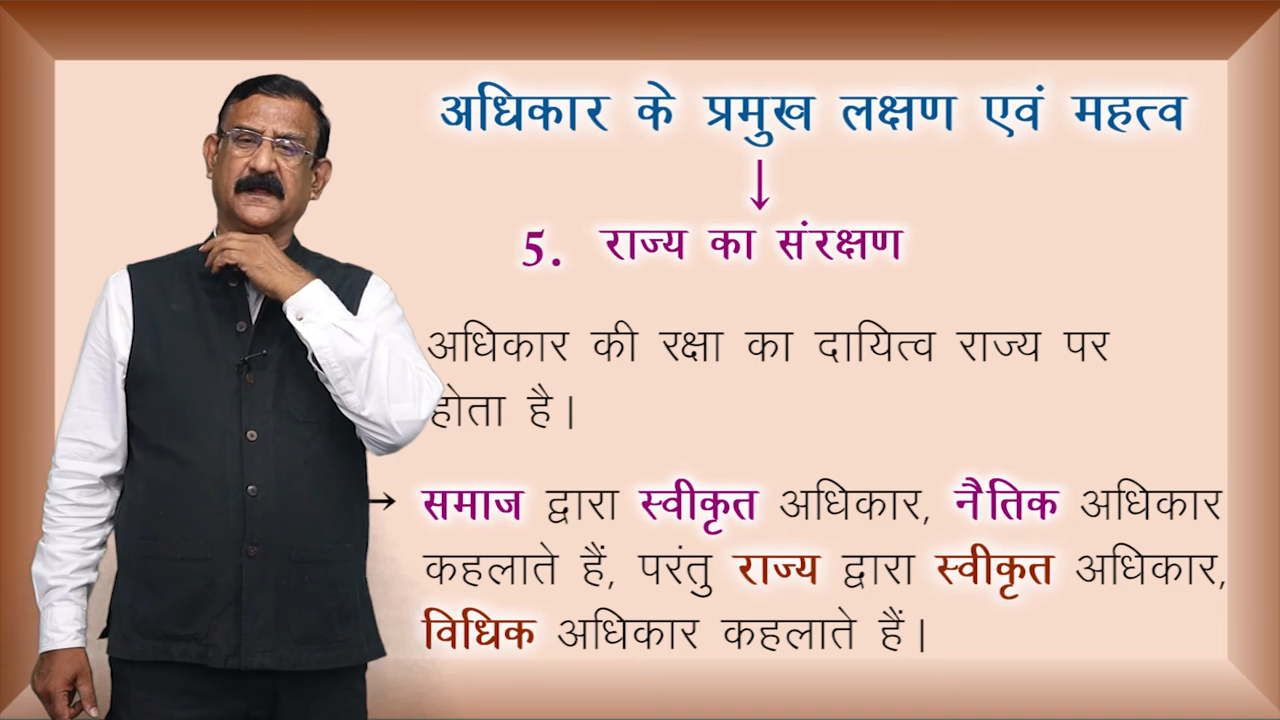 अधिकार के प्रमुख लक्षण एवं महत्व
↓
5. राज्य का संरक्षण
अधिकार की रक्षा का दायित्व राज्य पर
होता है।
→ समाज द्वारा स्वीकृत अधिकार, नैतिक अधिकार
कहलाते हैं, परंतु राज्य द्वारा स्वीकृत अधिकार,
विधिक अधिकार कहलाते हैं।